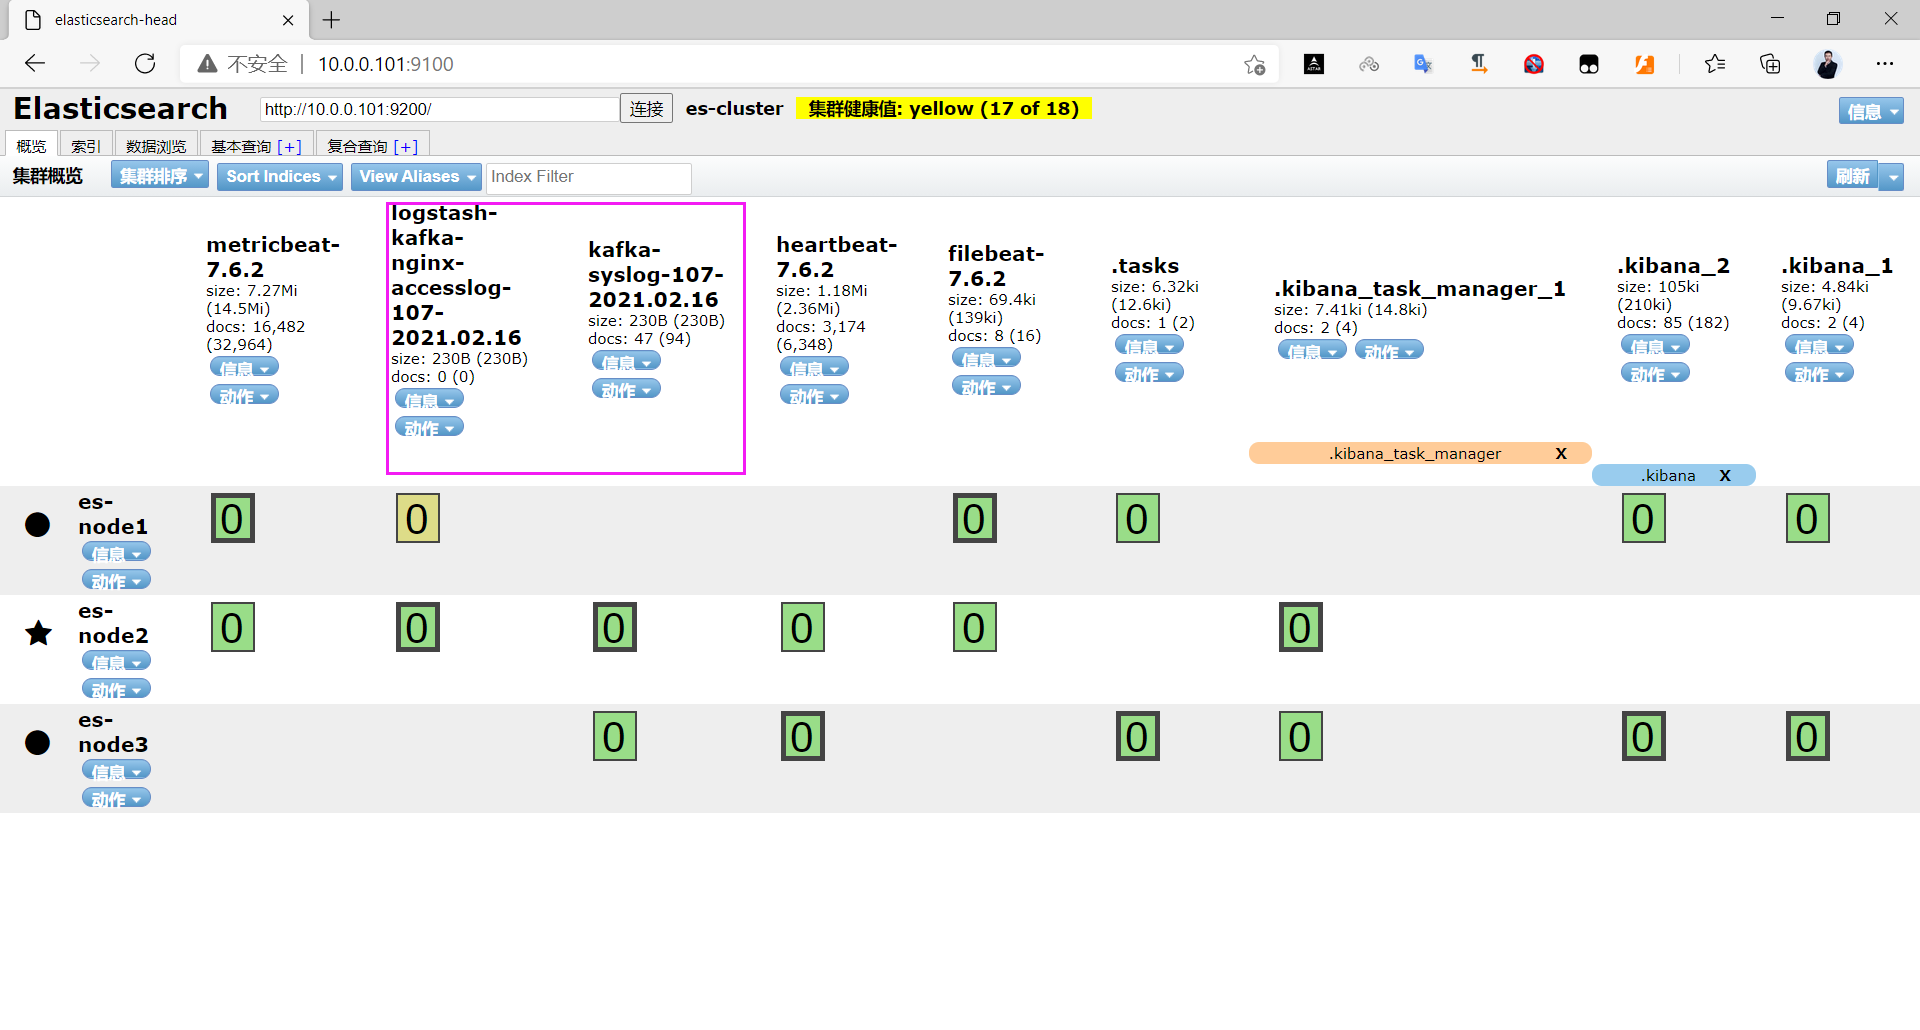 elasticsearch-head
不安全 10.0.0.101:9100
Elasticsearch http://10.0.0.101:9200/ 连接 es-cluster 集群健康值: yellow (17 of 18) 信息
概览 索引 数据浏览 基本查询 [+] 复合查询 [+]
集群概览 集群排序 Sort Indices View Aliases Index Filter 刷新
metricbeat-
7.6.2
size: 7.27Mi
(14.5Mi)
docs: 16,482
(32,964)
信息
动作
logstash-
kafka-
nginx-
accesslog-
107-
2021.02.16
size: 230B (230B)
docs: 0 (0)
信息
动作
kafka-
syslog-107-
2021.02.16
size: 230B (230B)
docs: 47 (94)
信息
动作
heartbeat-
7.6.2
size: 1.18Mi
(2.36Mi)
docs: 3,174
(6,348)
信息
动作
filebeat-
7.6.2
size: 69.4ki
(139ki)
docs: 8 (16)
信息
动作
.tasks
size: 6.32ki
(12.6ki)
docs: 1 (2)
信息
动作
.kibana_task_manager_1
size: 7.41ki (14.8ki)
docs: 2 (4)
信息 动作
.kibana_2
size: 105ki
(210ki)
docs: 85 (182)
信息
动作
.kibana_1
size: 4.84ki
(9.67ki)
docs: 2 (4)
信息
动作
.kibana_task_manager X
.kibana X
es-
node1
信息
动作
0 0 0 0 0 0
es-
node2
信息
动作
0 0 0 0 0 0
es-
node3
信息
动作
0 0 0 0 0 0